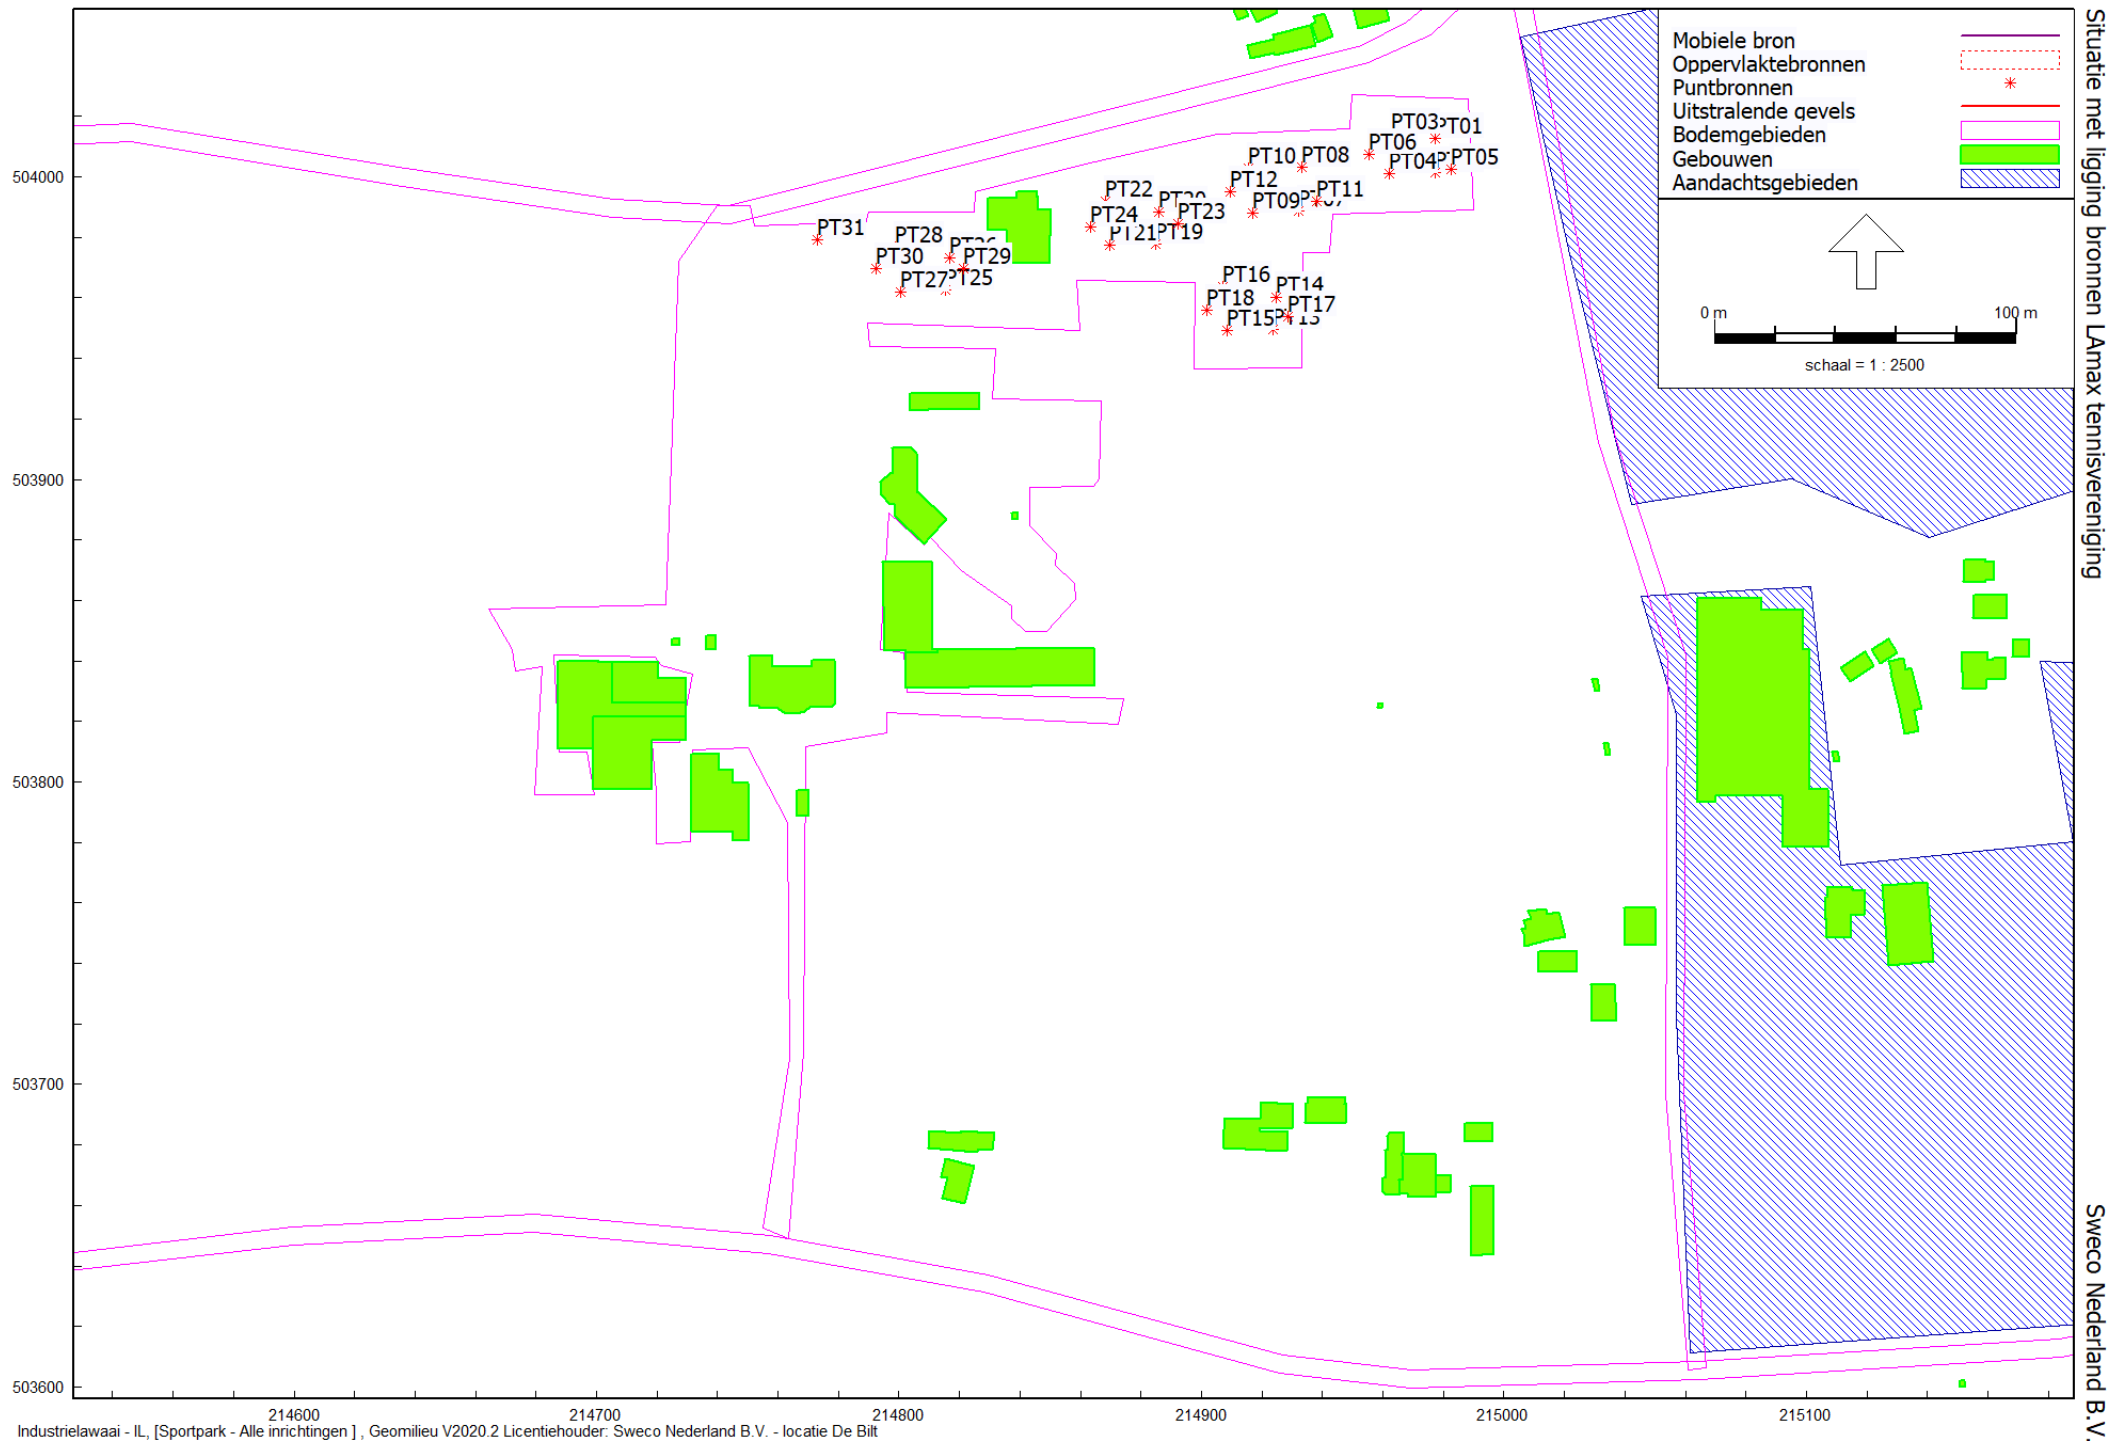 Mobiele bron
Oppervlaktebronnen
Puntbronnen
Uitstralende gevels
Bodemgebieden
Gebouwen
Aandachtsgebieden
0 m 100 m
schaal = 1 : 2500
Situatie met ligging bronnen LAmax tennisvereniging
Sweco Nederland B.V.
PT03 PT01
PT06
PT04 PT05
PT10 PT08
PT12
PT09 PT11
PT22
PT23
PT24
PT21 PT19
PT31
PT28
PT29
PT30
PT27 PT25
PT16
PT14
PT18
PT17
PT15
504000
503900
503800
503700
503600
214600 214700 214800 214900 215000 215100
Industrielawaai - IL, [Sportpark - Alle inrichtingen ] , Geomilieu V2020.2 Licentiehouder: Sweco Nederland B.V. - locatie De Bilt